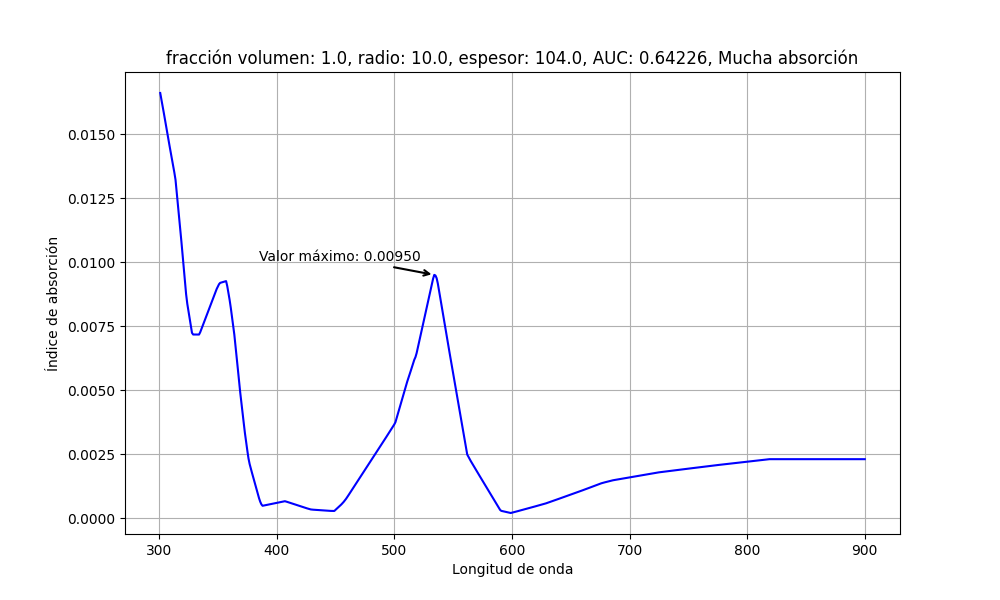 fracción volumen: 1.0, radio: 10.0, espesor: 104.0, AUC: 0.64226, Mucha absorción
0.0150
0.0125
0.0100
0.0075
0.0050
0.0025
0.0000
Índice de absorción
Valor máximo: 0.00950
300 400 500 600 700 800 900
Longitud de onda